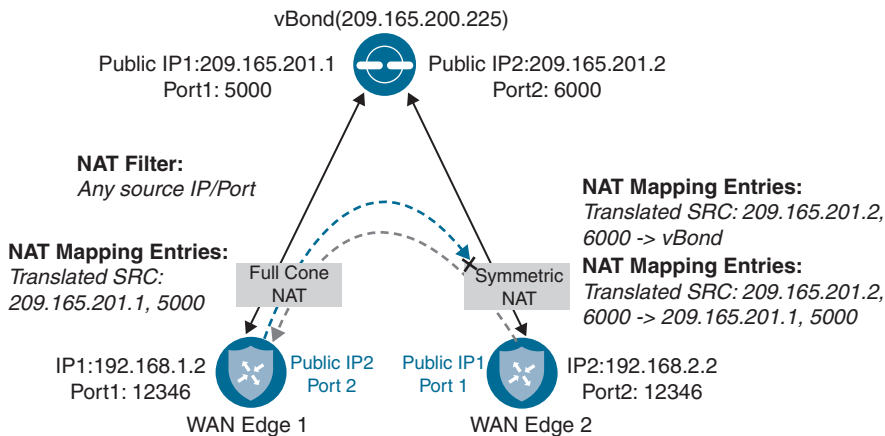 vBond(209.165.200.225)
Public IP1:209.165.201.1
Port1: 5000
Public IP2:209.165.201.2
Port2: 6000
NAT Filter:
Any source IP/Port
NAT Mapping Entries:
Translated SRC: 209.165.201.2,
6000 -> vBond
NAT Mapping Entries:
Translated SRC: 209.165.201.2,
6000 -> 209.165.201.1, 5000
NAT Mapping Entries:
Translated SRC:
209.165.201.1, 5000
Full Cone
NAT
Symmetric
NAT
IP1:192.168.1.2
Port1: 12346
Public IP2
Port 2
Public IP1
Port 1
IP2:192.168.2.2
Port2: 12346
WAN Edge 1
WAN Edge 2